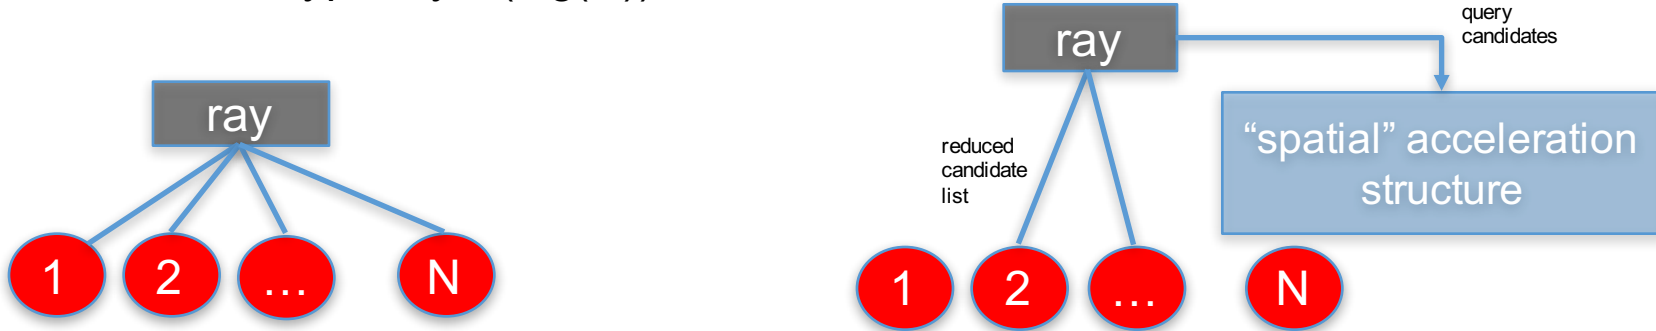 ray
1
2
...
N
ray
query
candidates
reduced
candidate
list
“spatial” acceleration
structure
1
2
...
N